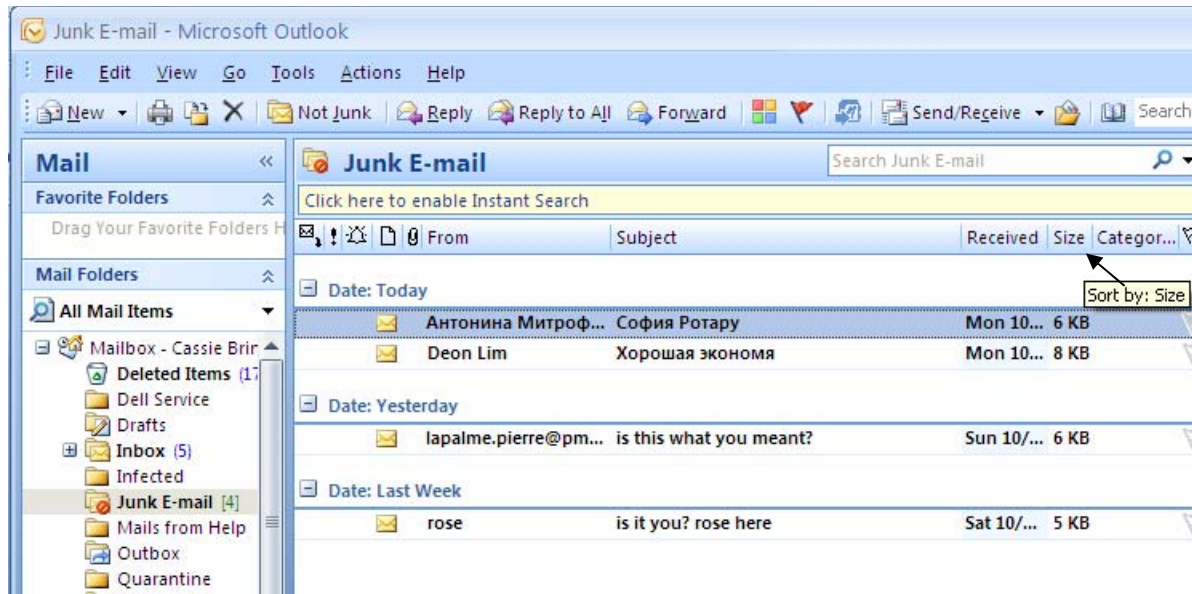 Junk E-mail - Microsoft Outlook
File Edit View Go Tools Actions Help
New Not Junk Reply Reply to All Forward Send/Receive Search
Mail
Favorite Folders
Drag Your Favorite Folders H
Mail Folders
All Mail Items
Mailbox - Cassie Brin
Deleted Items (17
Dell Service
Drafts
Inbox (5)
Infected
Junk E-mail [4]
Mails from Help
Outbox
Quarantine
Junk E-mail Search Junk E-mail
Click here to enable Instant Search
From Subject Received Size Categor...
Sort by: Size
Date: Today
Антонина Митроф... София Ротару Mon 10... 6 KB
Deon Lim Хорошая экономя Mon 10... 8 KB
Date: Yesterday
lapalme.pierre@pm... is this what you meant? Sun 10/... 6 KB
Date: Last Week
rose is it you? rose here Sat 10/... 5 KB